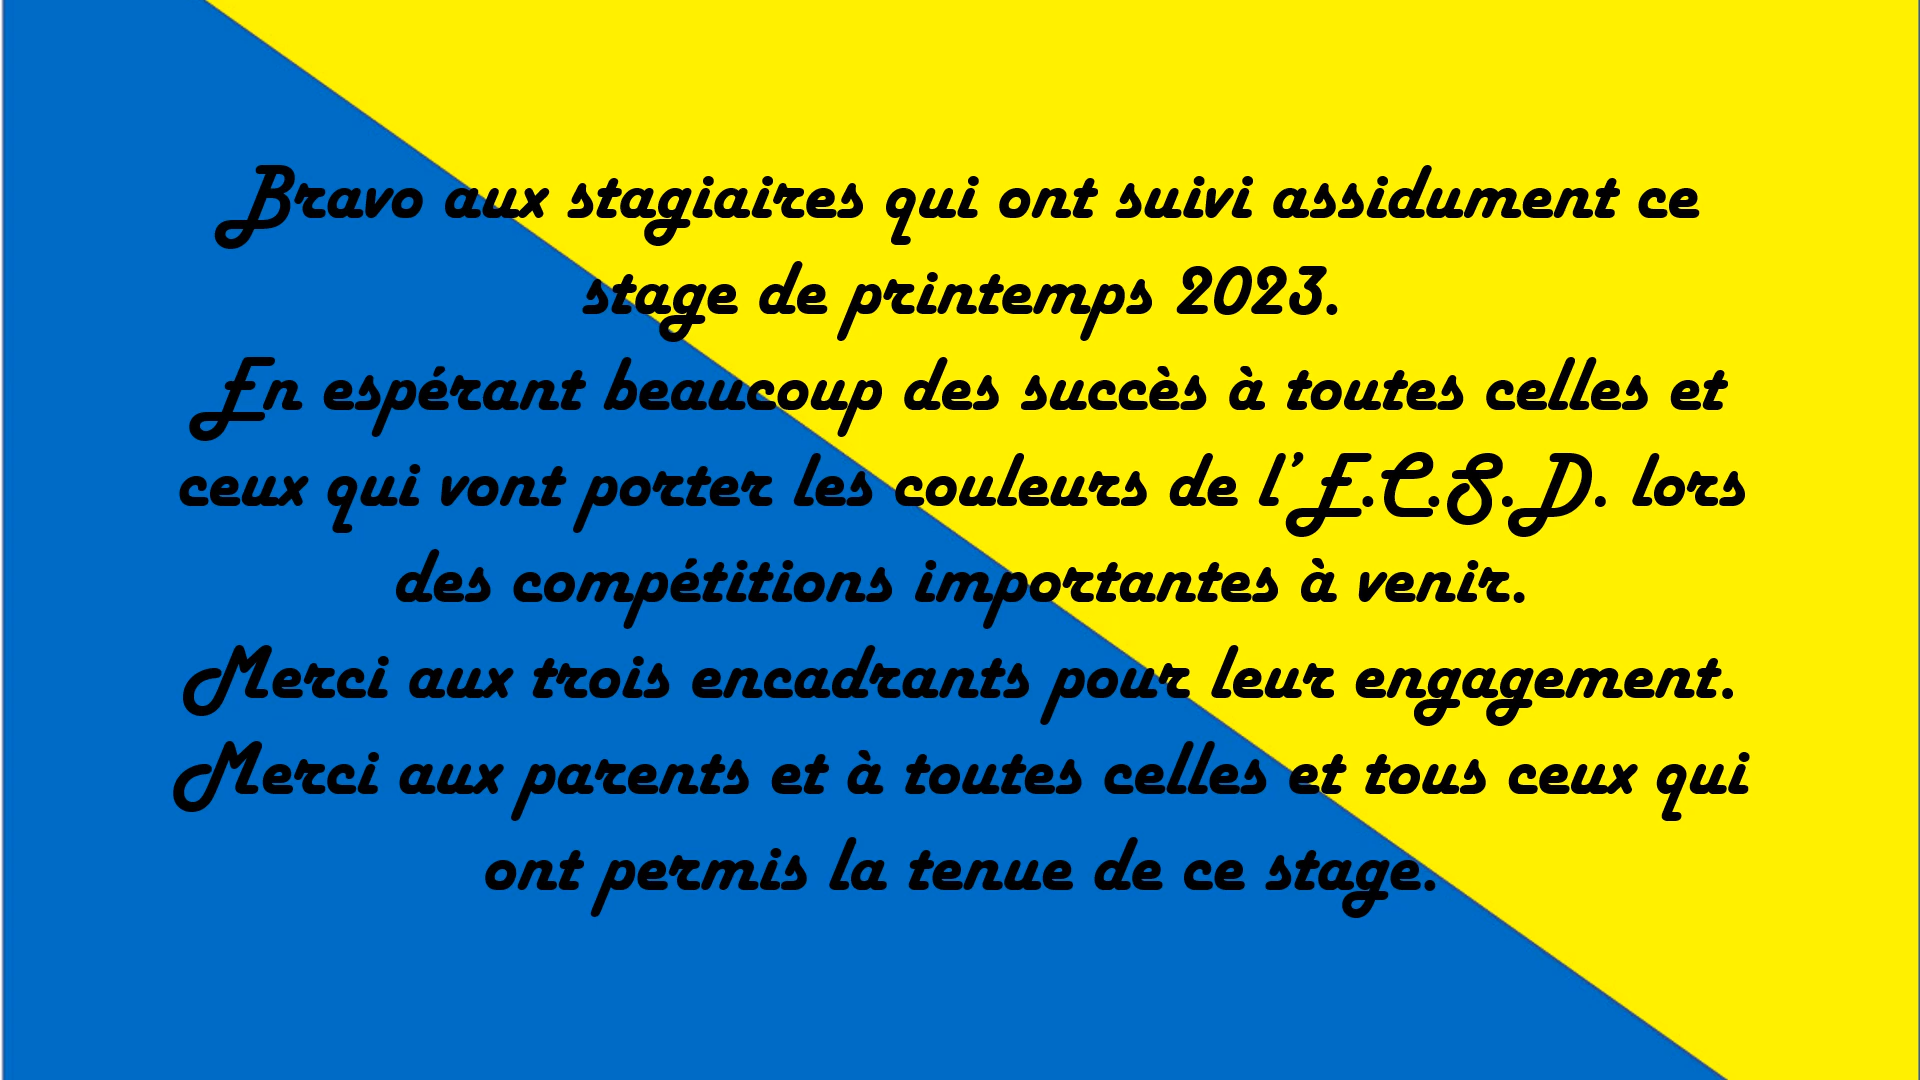 Bravo aux stagiaires qui ont suivi assidument ce
stage de printemps 2023.
En espérant beaucoup des succès à toutes celles et
ceux qui vont porter les couleurs de l’E.C.S.D. lors
des compétitions importantes à venir.
Merci aux trois encadrants pour leur engagement.
Merci aux parents et à toutes celles et tous ceux qui
ont permis la tenue de ce stage.